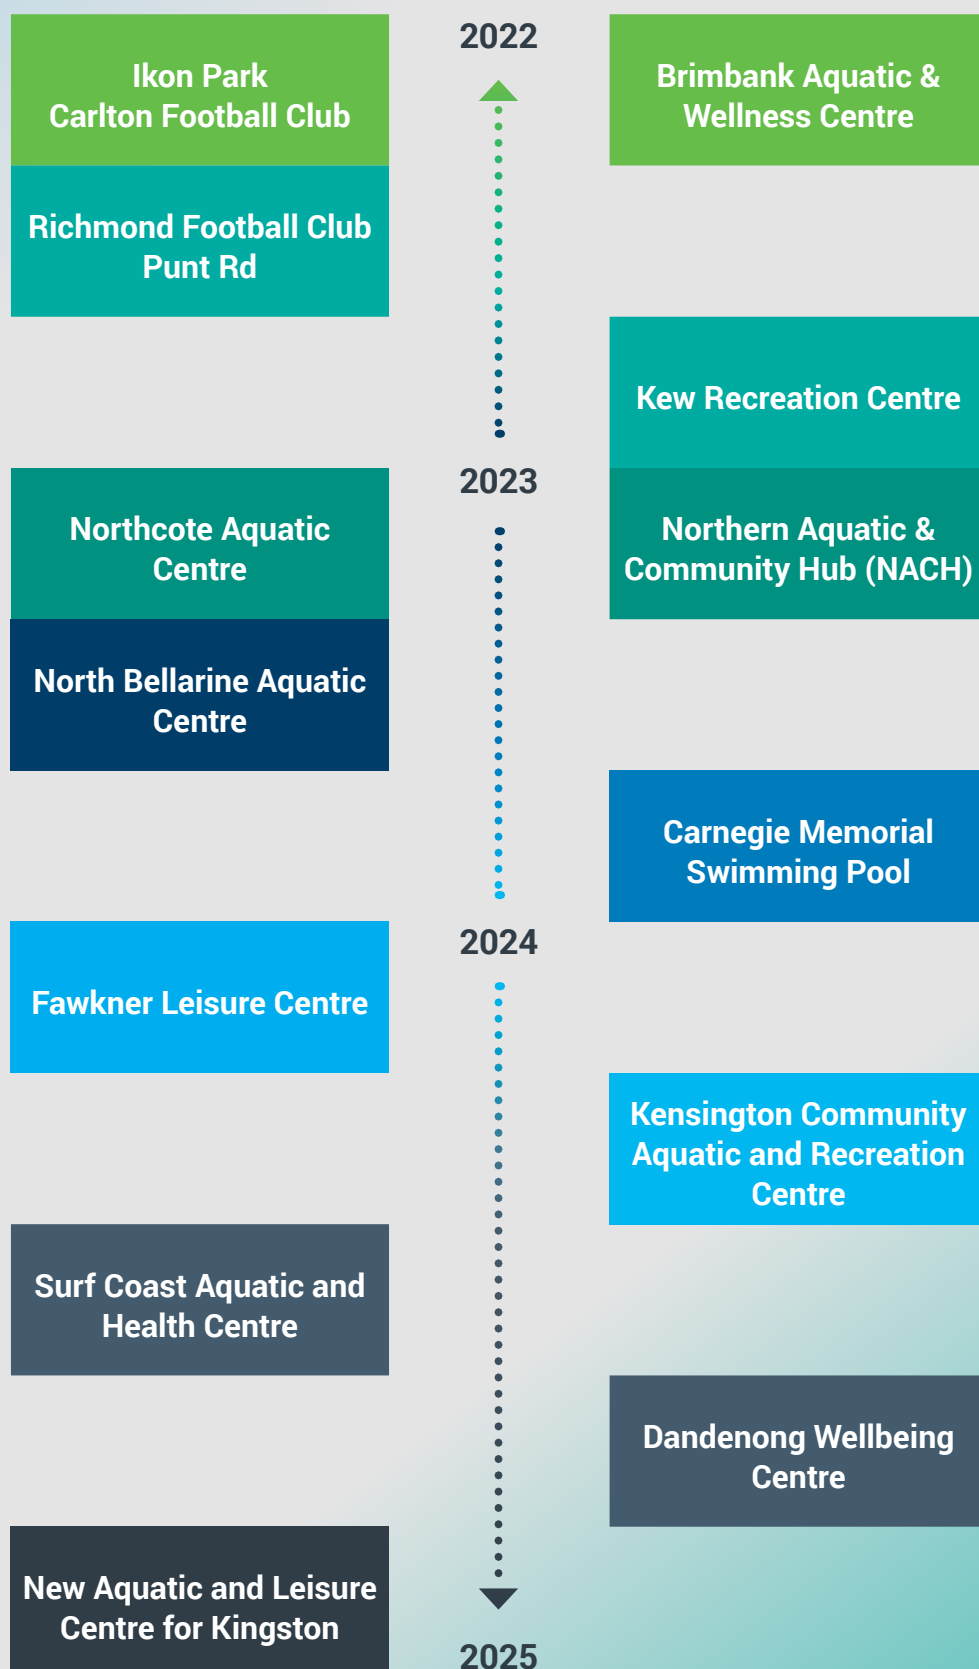 2022
Ikon Park
Carlton Football Club
Brimbank Aquatic &
Wellness Centre
Richmond Football Club
Punt Rd
Kew Recreation Centre
2023
Northcote Aquatic
Centre
Northern Aquatic &
Community Hub (NACH)
North Bellarine Aquatic
Centre
Carnegie Memorial
Swimming Pool
2024
Fawkner Leisure Centre
Kensington Community
Aquatic and Recreation
Centre
Surf Coast Aquatic and
Health Centre
Dandenong Wellbeing
Centre
New Aquatic and Leisure
Centre for Kingston
2025